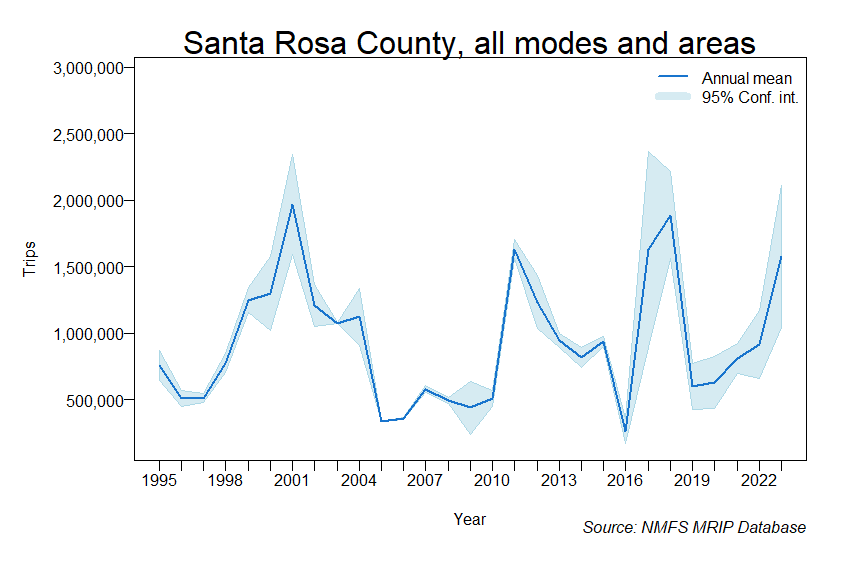 Santa Rosa County, all modes and areas
3,000,000
2,500,000
2,000,000
1,500,000
1,000,000
500,000
Trips
Annual mean
95% Conf. int.
1995 1998 2001 2004 2007 2010 2013 2016 2019 2022
Year
Source: NMFS MRIP Database